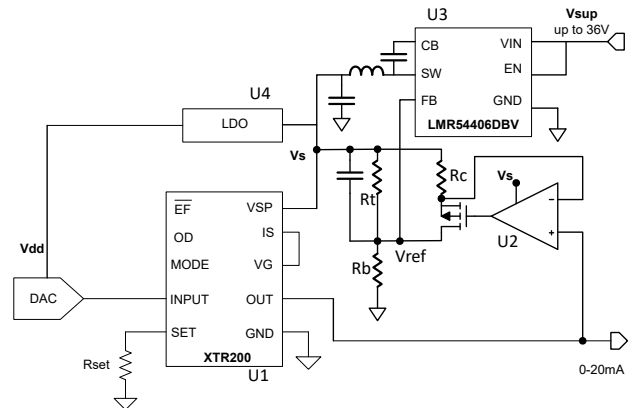 U3
Vsup
up to 36V
CB
VIN
SW
EN
FB
GND
LMR54406DBV
U4
LDO
Vs
Rc
Vs
Rt
U2
-
+
Vref
Rb
EF
VSP
OD
IS
MODE
VG
INPUT
OUT
SET
GND
XTR200
U1
Vdd
DAC
Rset
0-20mA